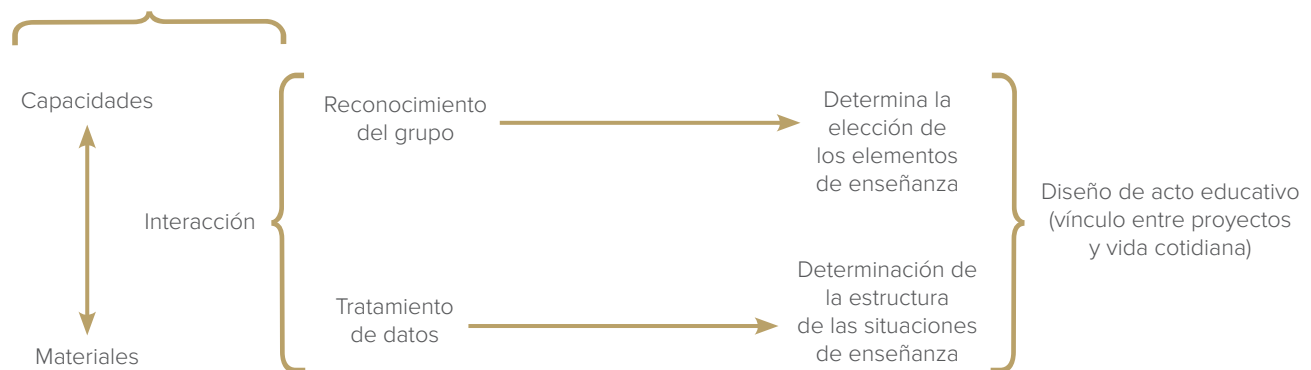 Capacidades
Materiales
Interacción
Reconocimiento
del grupo
Tratamiento
de datos
Determina la
elección de
los elementos
de enseñanza
Determinación de
la estructura
de las situaciones
de enseñanza
Diseño de acto educativo
(vínculo entre proyectos
y vida cotidiana)